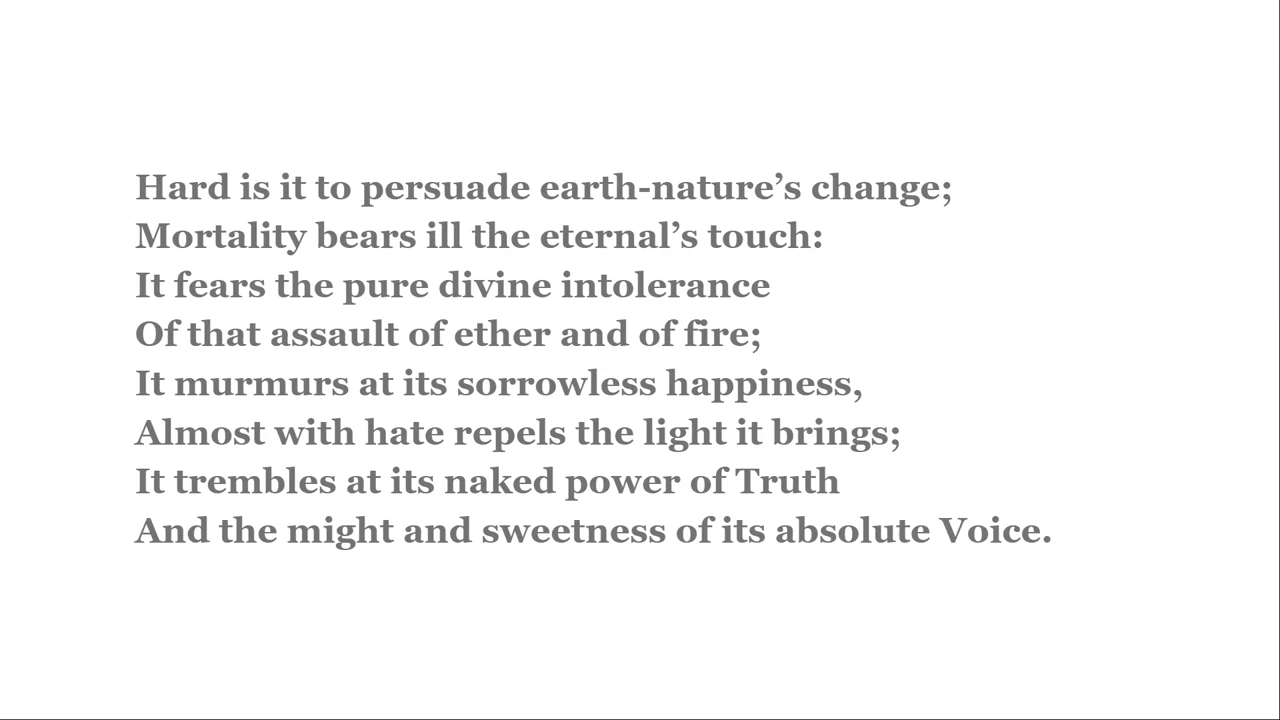 Hard is it to persuade earth-nature’s change;
Mortality bears ill the eternal’s touch:
It fears the pure divine intolerance
Of that assault of ether and of fire;
It murmurs at its sorrowless happiness,
Almost with hate repels the light it brings;
It trembles at its naked power of Truth
And the might and sweetness of its absolute Voice.